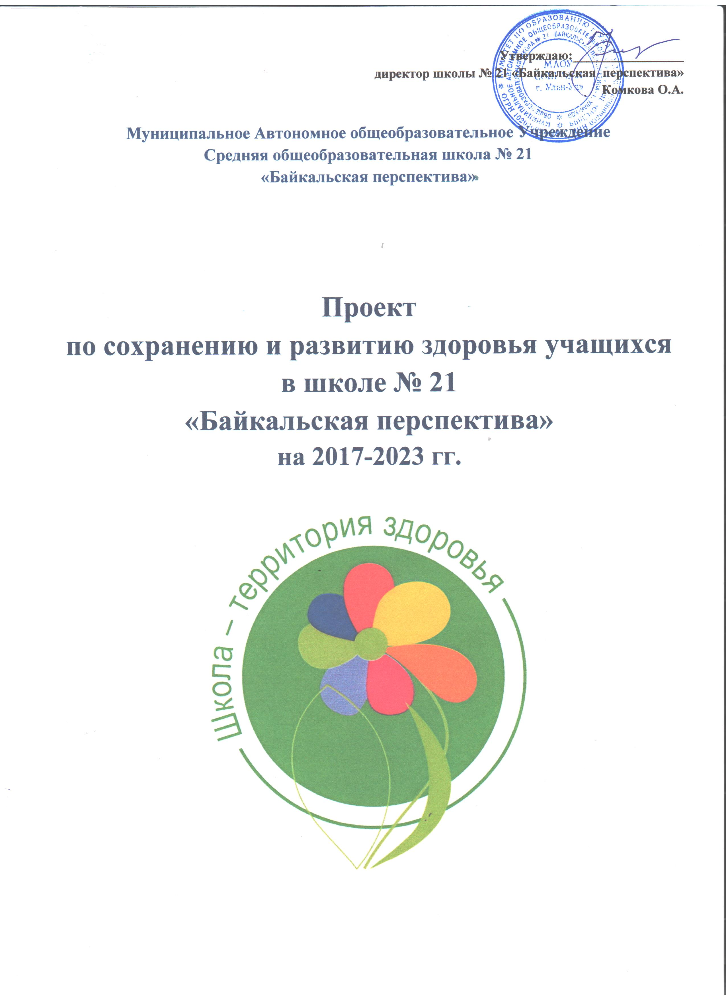 Утверждаю:
директор школы № 21 «Байкальская перспектива»
Комкова О.А.
МАОУ
г. Улан-Удэ
Муниципальное Автономное общеобразовательное Учреждение
Средняя общеобразовательная школа № 21
«Байкальская перспектива»
Проект
по сохранению и развитию здоровья учащихся
в школе № 21
«Байкальская перспектива»
на 2017-2023 гг.
Школа – территория здоровья